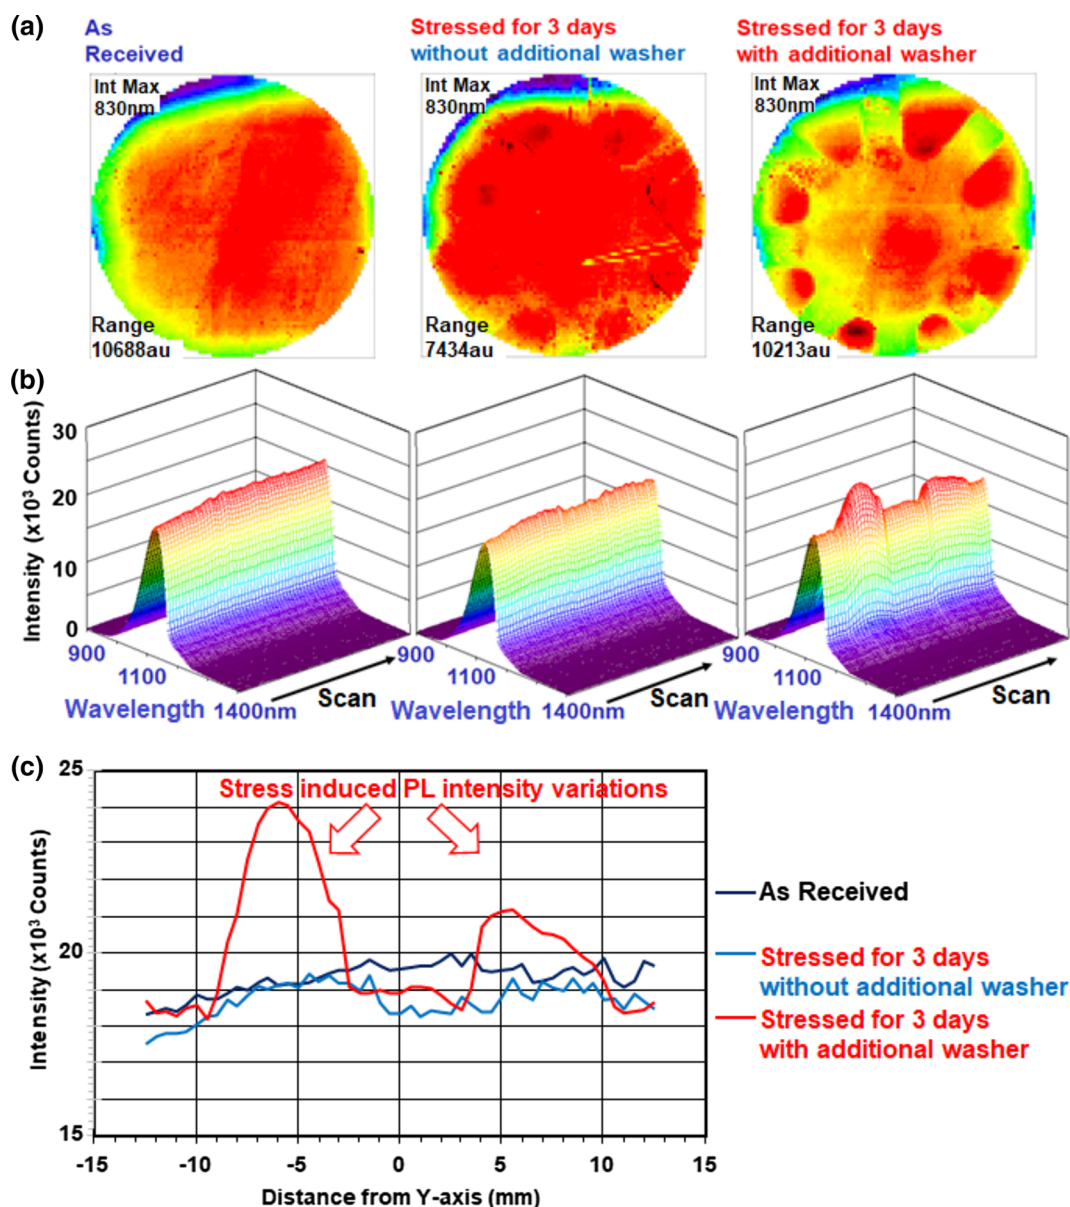 (a)
As
Received
Stressed for 3 days
without additional washer
Stressed for 3 days
with additional washer
Int Max
830nm
Range
10688au
Int Max
830nm
Range
7434au
Int Max
830nm
Range
10213au
(b)
Intensity (x10³ Counts)
30
20
10
0
900
1100
Wavelength 1400nm
Scan
900
1100
Wavelength 1400nm
Scan
900
1100
Wavelength 1400nm
Scan
(c)
Intensity (x10³ Counts)
25
20
15
Stress induced PL intensity variations
-15
-10
-5
0
5
10
15
Distance from Y-axis (mm)
As Received
Stressed for 3 days
without additional washer
Stressed for 3 days
with additional washer